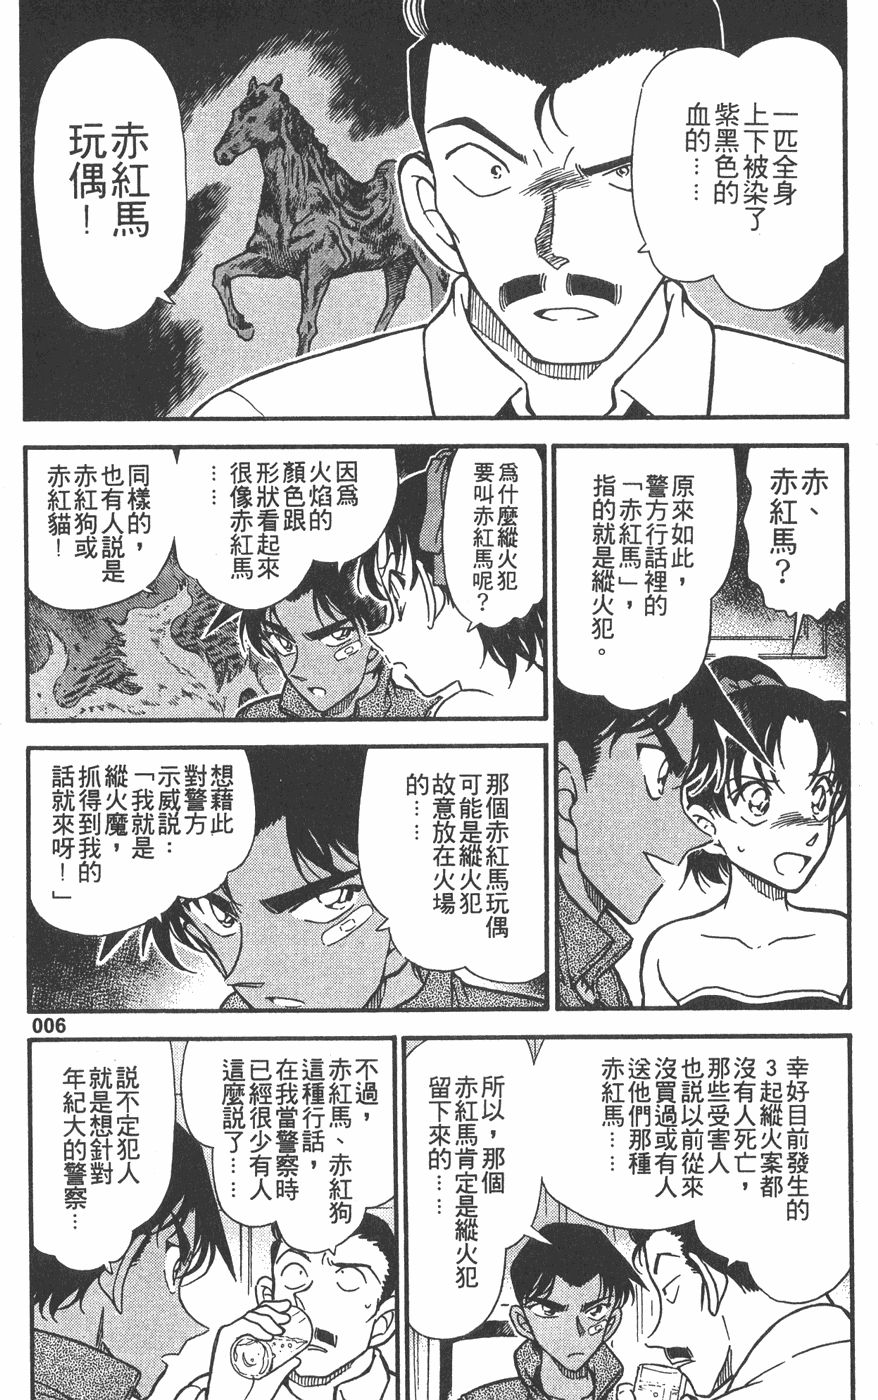 一匹全身
上下被染了
紫黑色的
血的……
赤紅馬
玩偶！
赤、
赤紅馬？
原來如此，
警方行話裡的
「赤紅馬」，
指的就是縱火犯。
為什麼縱火犯
要叫赤紅馬呢？
因為
火焰的
顏色跟
形狀看起來
很像赤紅馬
……
同樣的，
也有人說是
赤紅狗或
赤紅貓！
那個赤紅馬玩偶
可能是縱火犯
故意放在火場
的……
想藉此
對警方
示威說：
「我就是
縱火魔，
抓得到我的
話就來呀！」
006
幸好目前發生的
3起縱火案都
沒有人死亡，
那些受害人
也說以前從來
沒買過或有人
送他們那種
赤紅馬……
所以，那個
赤紅馬肯定是縱火犯
留下來的……
不過，
赤紅馬、赤紅狗
這種行話，
在我當警察時
已經很少有人
這麼說了……
說不定犯人
就是想針對
年紀大的警察…